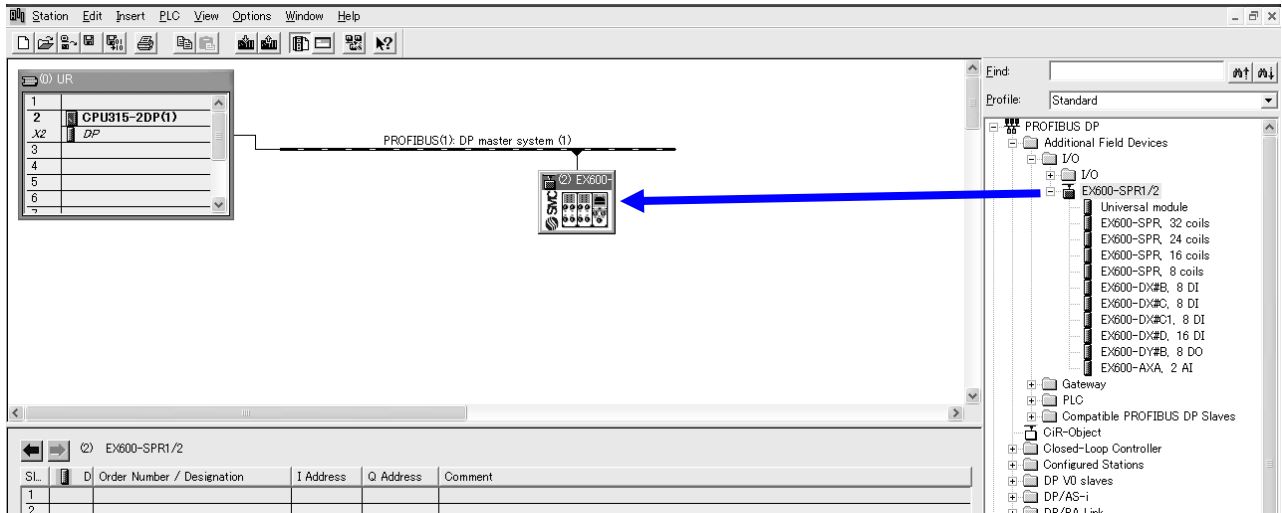 Station Edit Insert PLC View Options Window Help
(0) UR
1
2 CPU315-2DP(1)
X2 DP
3
4
5
6
7
PROFIBUS(1): DP master system (1)
(2) EX600-
SMC
Find:
Profile: Standard
PROFIBUS DP
Additional Field Devices
I/O
I/O
EX600-SPR1/2
Universal module
EX600-SPR, 32 coils
EX600-SPR, 24 coils
EX600-SPR, 16 coils
EX600-SPR, 8 coils
EX600-DX#B, 8 DI
EX600-DX#C, 8 DI
EX600-DX#C1, 8 DI
EX600-DX#D, 16 DI
EX600-DY#B, 8 DO
EX600-AXA, 2 AI
Gateway
PLC
Compatible PROFIBUS DP Slaves
CiR-Object
Closed-Loop Controller
Configured Stations
DP V0 slaves
DP/AS-i
DP/PA Link
(2) EX600-SPR1/2
Sl... D Order Number / Designation I Address Q Address Comment
1
2